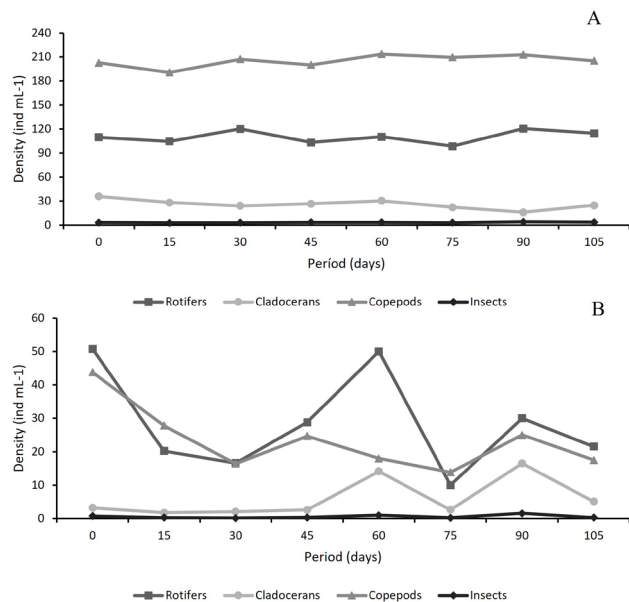 A
240
210
180
150
120
90
60
30
0
Density (ind mL-1)
0 15 30 45 60 75 90 105
Períod (days)
Rotifers Cladocerans Copepods Insects
B
60
50
40
30
20
10
0
Density (ind mL-1)
0 15 30 45 60 75 90 105
Period (days)
Rotifers Cladocerans Copepods Insects